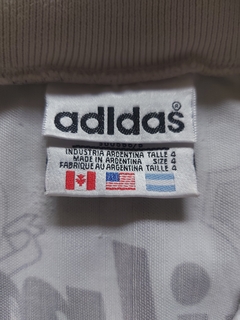 adidas®
INDUSTRIA ARGENTINA TALLE 4
MADE IN ARGENTINA SIZE 4
FABRIQUE AU ARGENTINA TAILLE 4